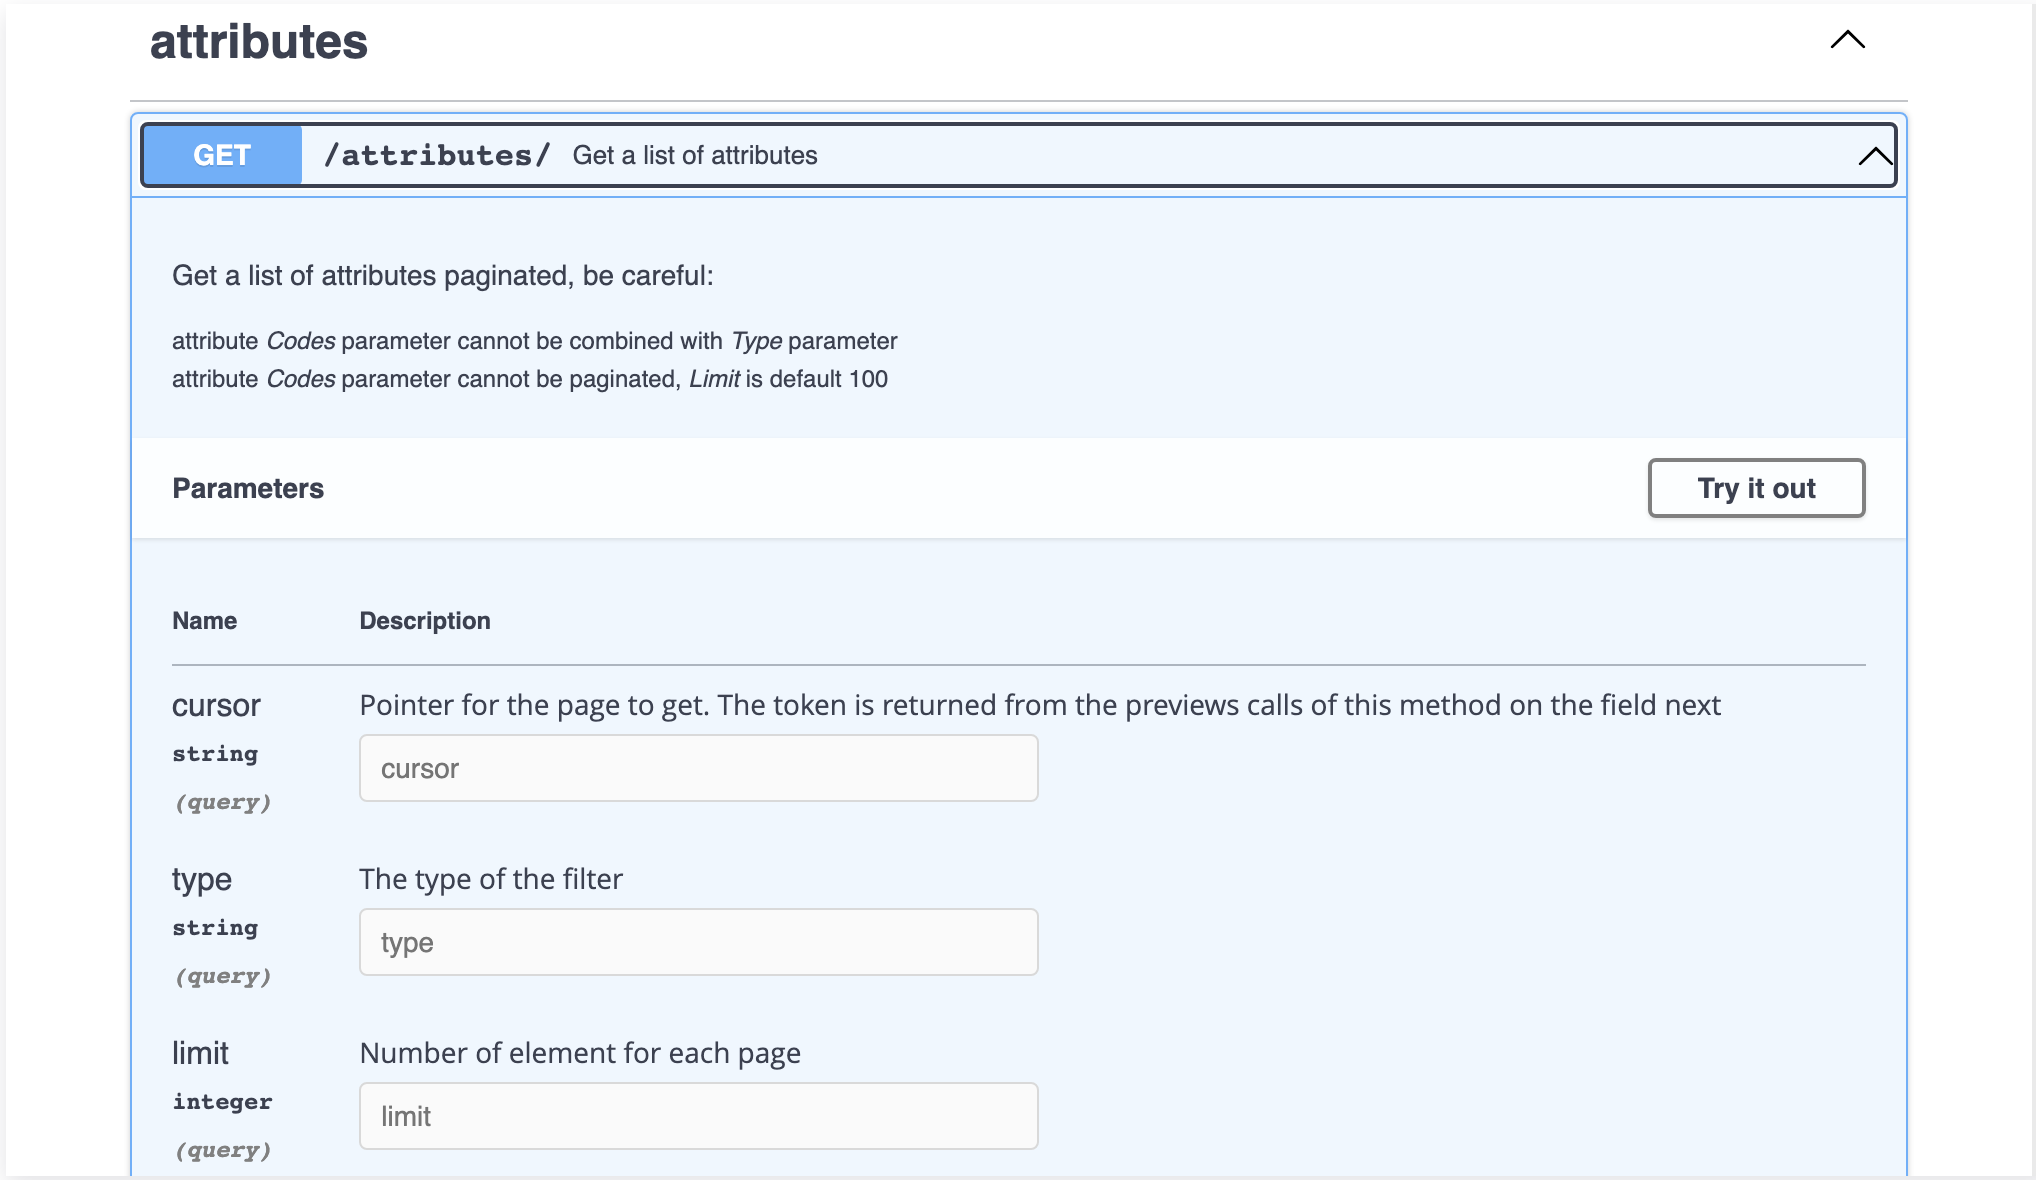 attributes
GET /attributes/ Get a list of attributes
Get a list of attributes paginated, be careful:
attribute Codes parameter cannot be combined with Type parameter
attribute Codes parameter cannot be paginated, Limit is default 100
Parameters Try it out
Name Description
cursor Pointer for the page to get. The token is returned from the previews calls of this method on the field next
string cursor
(query)
type The type of the filter
string type
(query)
limit Number of element for each page
integer limit
(query)